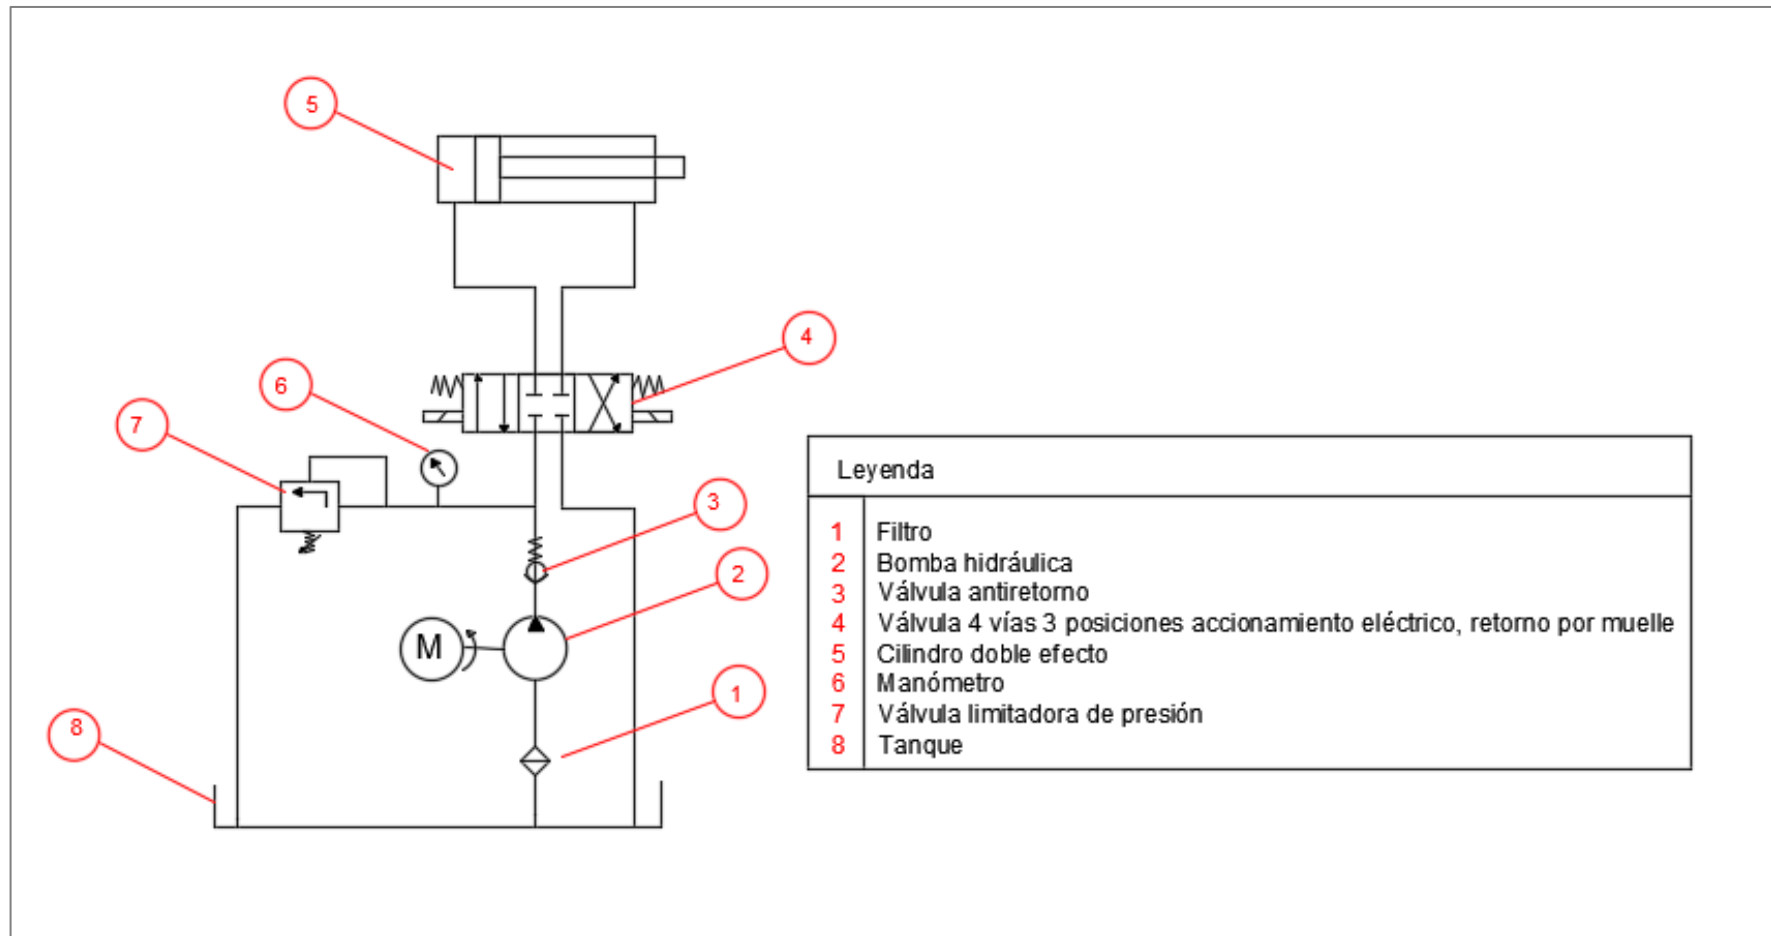 5
4
6
7
3
2
M
1
8
Leyenda
1 Filtro
2 Bomba hidráulica
3 Válvula antiretorno
4 Válvula 4 vías 3 posiciones accionamiento eléctrico, retorno por muelle
5 Cilindro doble efecto
6 Manómetro
7 Válvula limitadora de presión
8 Tanque